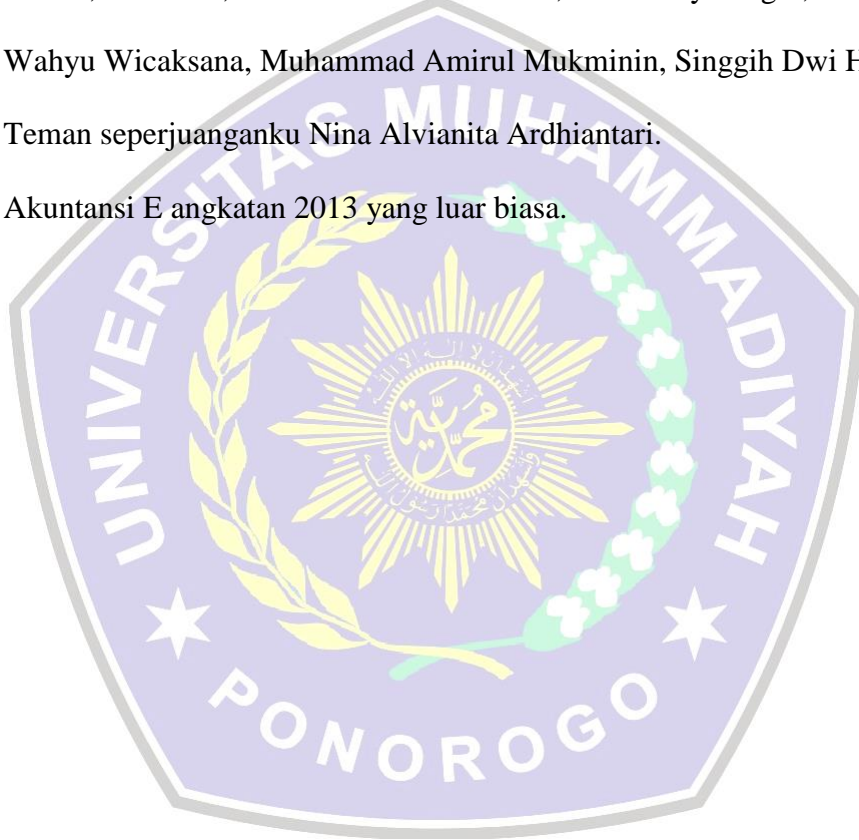 Wahyu Wicaksana, Muhammad Amirul Mukminin, Singgih Dwi H
Teman seperjuanganku Nina Alvianita Ardhiantari.
Akuntansi E angkatan 2013 yang luar biasa.
UNIVERSITAS MUHAMMADIYAH
محمدية
PONOROGO